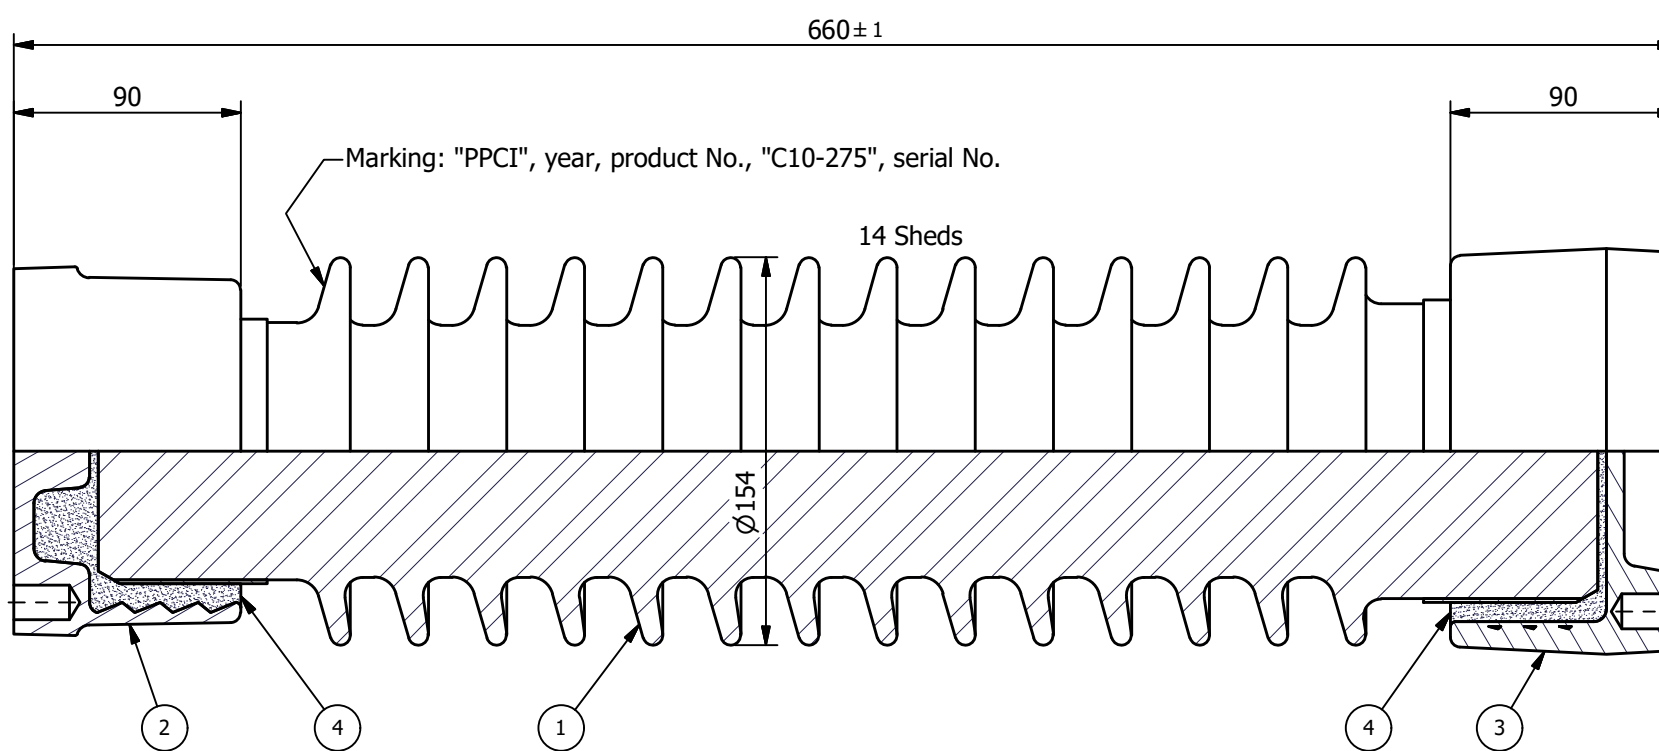 660±1
90
90
Marking: "PPCI", year, product No., "C10-275", serial No.
14 Sheds
Ø154
2
4
1
4
3